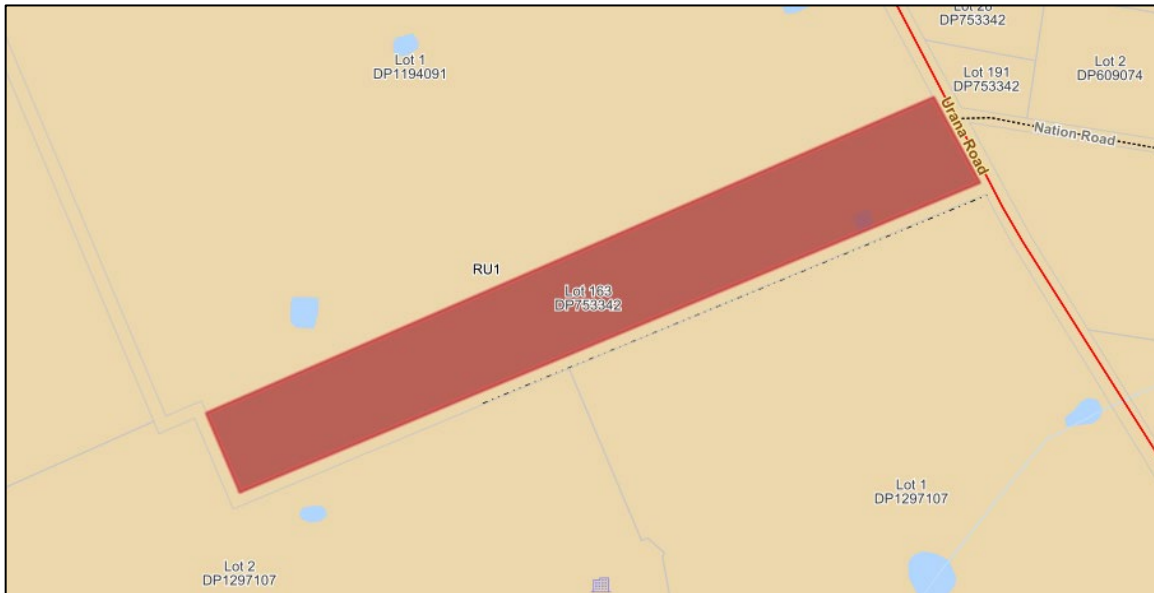 Lot 20
DP753342
Lot 1
DP1194091
Lot 191
DP753342
Lot 2
DP609074
Urana Road
Nation Road
RU1
Lot 163
DP753342
Lot 1
DP1297107
Lot 2
DP1297107